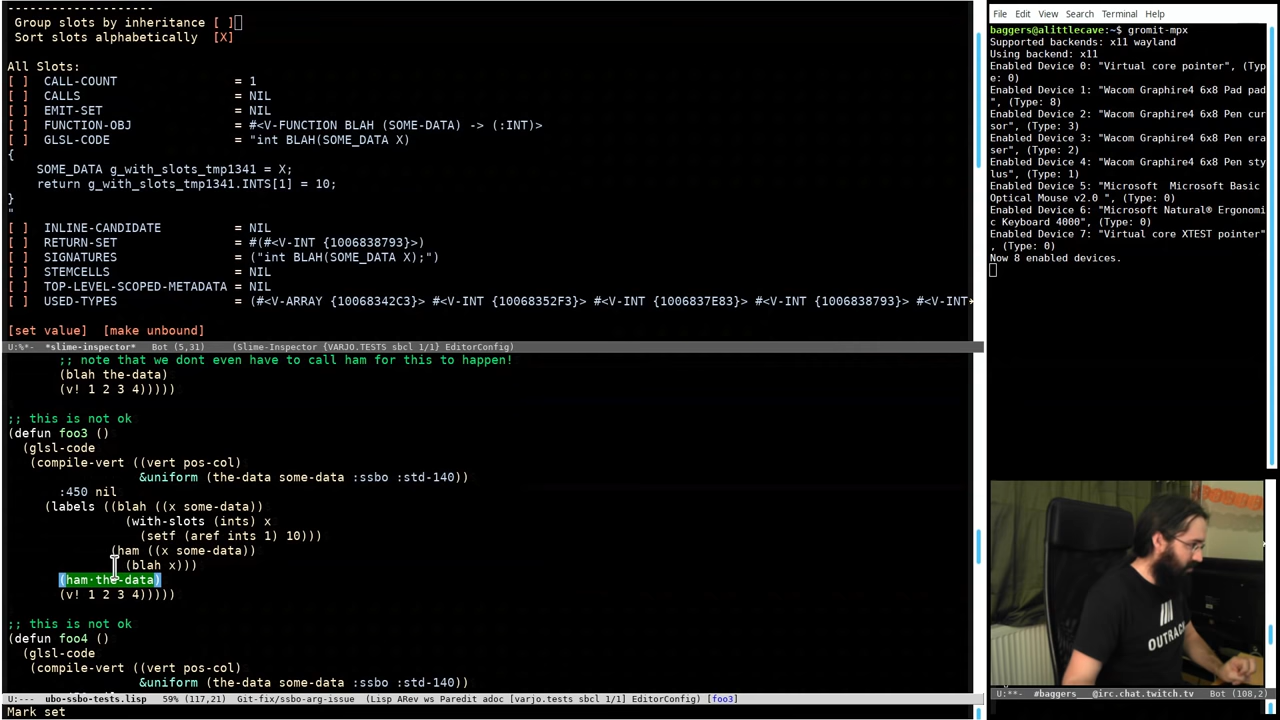 --------------------
Group slots by inheritance [ ]
Sort slots alphabetically  [X]
All Slots:
[ ]  CALL-COUNT                = 1
[ ]  CALLS                     = NIL
[ ]  EMIT-SET                  = NIL
[ ]  FUNCTION-OBJ              = #<V-FUNCTION BLAH (SOME-DATA) -> (:INT)>
[ ]  GLSL-CODE                 = "int BLAH(SOME_DATA X)
{
    SOME_DATA g_with_slots_tmp1341 = X;
    return g_with_slots_tmp1341.INTS[1] = 10;
}
"
[ ]  INLINE-CANDIDATE          = NIL
[ ]  RETURN-SET                = #(#<V-INT {1006838793}>)
[ ]  SIGNATURES                = ("int BLAH(SOME_DATA X);")
[ ]  STEMCELLS                 = NIL
[ ]  TOP-LEVEL-SCOPED-METADATA = NIL
[ ]  USED-TYPES                = (#<V-ARRAY {10068342C3}> #<V-INT {10068352F3}> #<V-INT {1006837E83}> #<V-INT {1006838793}> #<V-INT
[set value]  [make unbound]
U:%*-  *slime-inspector*   Bot (5,31)    (Slime-Inspector {VARJO.TESTS sbcl 1/1} EditorConfig)
;; note that we dont even have to call ham for this to happen!
(blah the-data)
(v! 1 2 3 4)))))
;; this is not ok
(defun foo3 ()
(glsl-code
(compile-vert ((vert pos-col)
&uniform (the-data some-data :ssbo :std-140))
:450 nil
(labels ((blah ((x some-data))
(with-slots (ints) x
(setf (aref ints 1) 10)))
(ham ((x some-data))
(blah x)))
(ham·the-data)
(v! 1 2 3 4)))))
;; this is not ok
(defun foo4 ()
(glsl-code
(compile-vert ((vert pos-col)
&uniform (the-data some-data :ssbo :std-140))
U:---  ubo-ssbo-tests.lisp   59% (117,21)   Git-fix/ssbo-arg-issue  (Lisp ARev ws Paredit adoc [varjo.tests sbcl 1/1] EditorConfig) [foo3]
Mark set
File  Edit  View  Search  Terminal  Help
baggers@alittlecave:~$ gromit-mpx
Supported backends: x11 wayland
Using backend: x11
Enabled Device 0: "Virtual core pointer", (Typ
e: 0)
Enabled Device 1: "Wacom Graphire4 6x8 Pad pad
", (Type: 8)
Enabled Device 2: "Wacom Graphire4 6x8 Pen cur
sor", (Type: 3)
Enabled Device 3: "Wacom Graphire4 6x8 Pen era
ser", (Type: 2)
Enabled Device 4: "Wacom Graphire4 6x8 Pen sty
lus", (Type: 1)
Enabled Device 5: "Microsoft  Microsoft Basic
Optical Mouse v2.0 ", (Type: 0)
Enabled Device 6: "Microsoft Natural® Ergonomi
c Keyboard 4000", (Type: 0)
Enabled Device 7: "Virtual core XTEST pointer"
, (Type: 0)
Now 8 enabled devices.
OUTRACK
U:**-  #baggers__@irc.chat.twitch.tv   Bot (108,2)